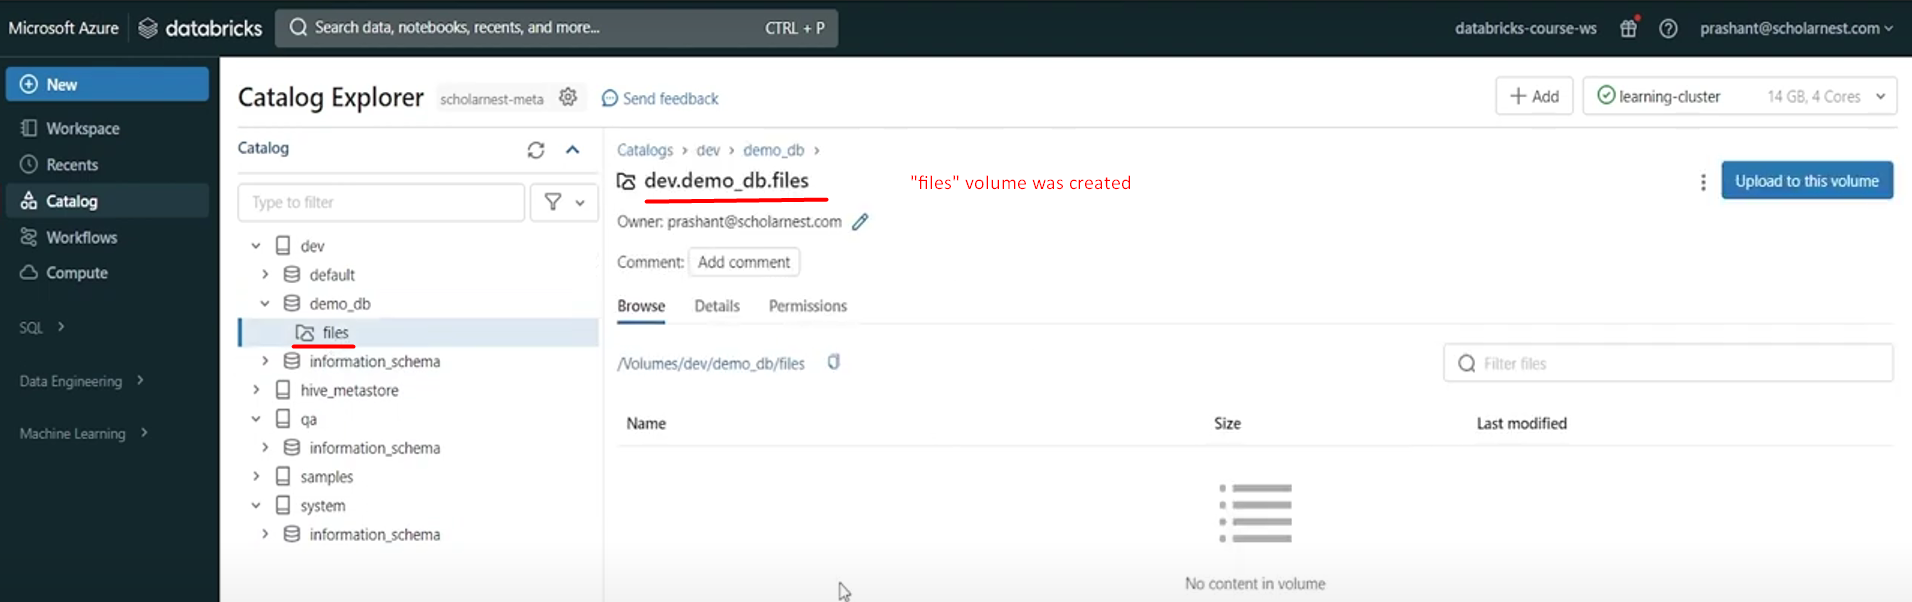 Microsoft Azure databricks Search data, notebooks, recents, and more... CTRL + P databricks-course-ws prashant@scholarnest.com
New
Workspace
Recents
Catalog
Workflows
Compute
SQL
Data Engineering
Machine Learning
Catalog Explorer scholarnest-meta Send feedback + Add learning-cluster 14 GB, 4 Cores
Catalog
Type to filter
dev
default
demo_db
files
information_schema
hive_metastore
qa
information_schema
samples
system
information_schema
Catalogs > dev > demo_db >
dev.demo_db.files "files" volume was created Upload to this volume
Owner: prashant@scholarnest.com
Comment: Add comment
Browse Details Permissions
/Volumes/dev/demo_db/files Filter files
Name Size Last modified
No content in volume